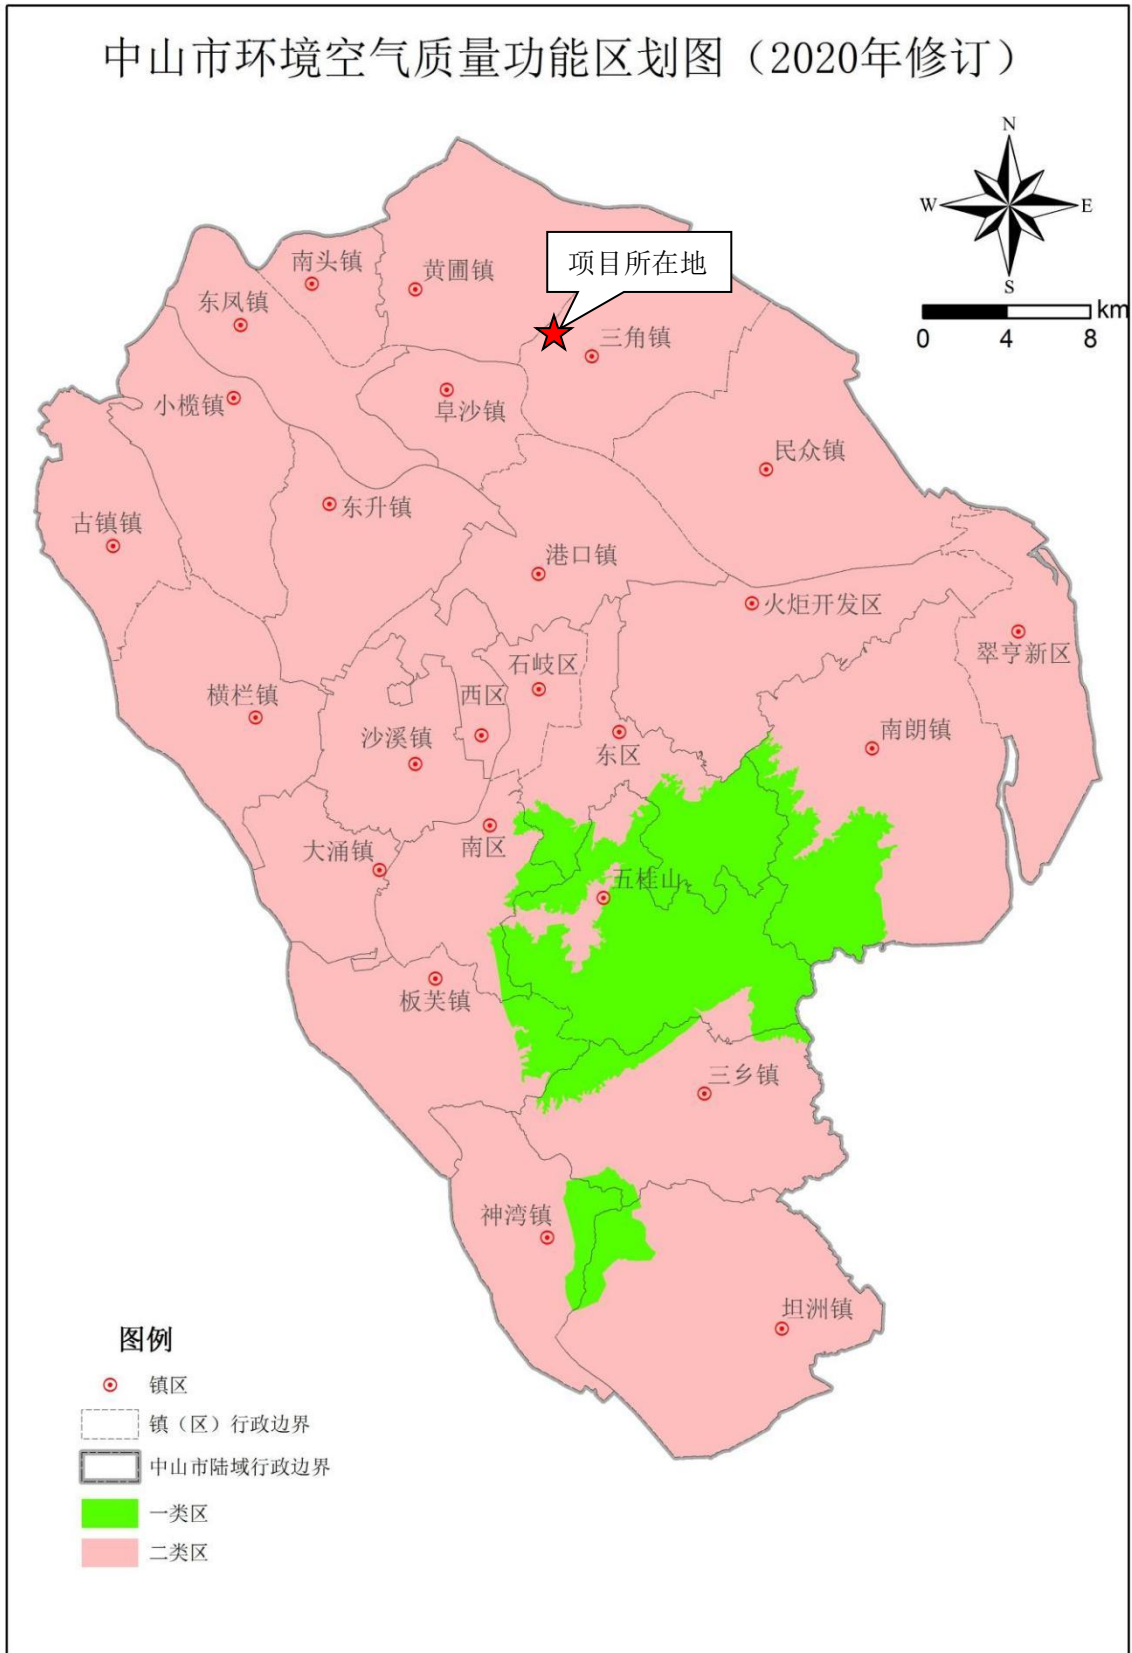 中山市环境空气质量功能区划图（2020年修订）
N
W
E
S
km
0 4 8
项目所在地
南头镇
黄圃镇
东凤镇
三角镇
小榄镇
阜沙镇
民众镇
东升镇
古镇镇
港口镇
火炬开发区
翠亨新区
石岐区
横栏镇
西区
沙溪镇
东区
南朗镇
南区
大涌镇
五桂山
板芙镇
三乡镇
神湾镇
坦洲镇
图例
镇区
镇（区）行政边界
中山市陆域行政边界
一类区
二类区